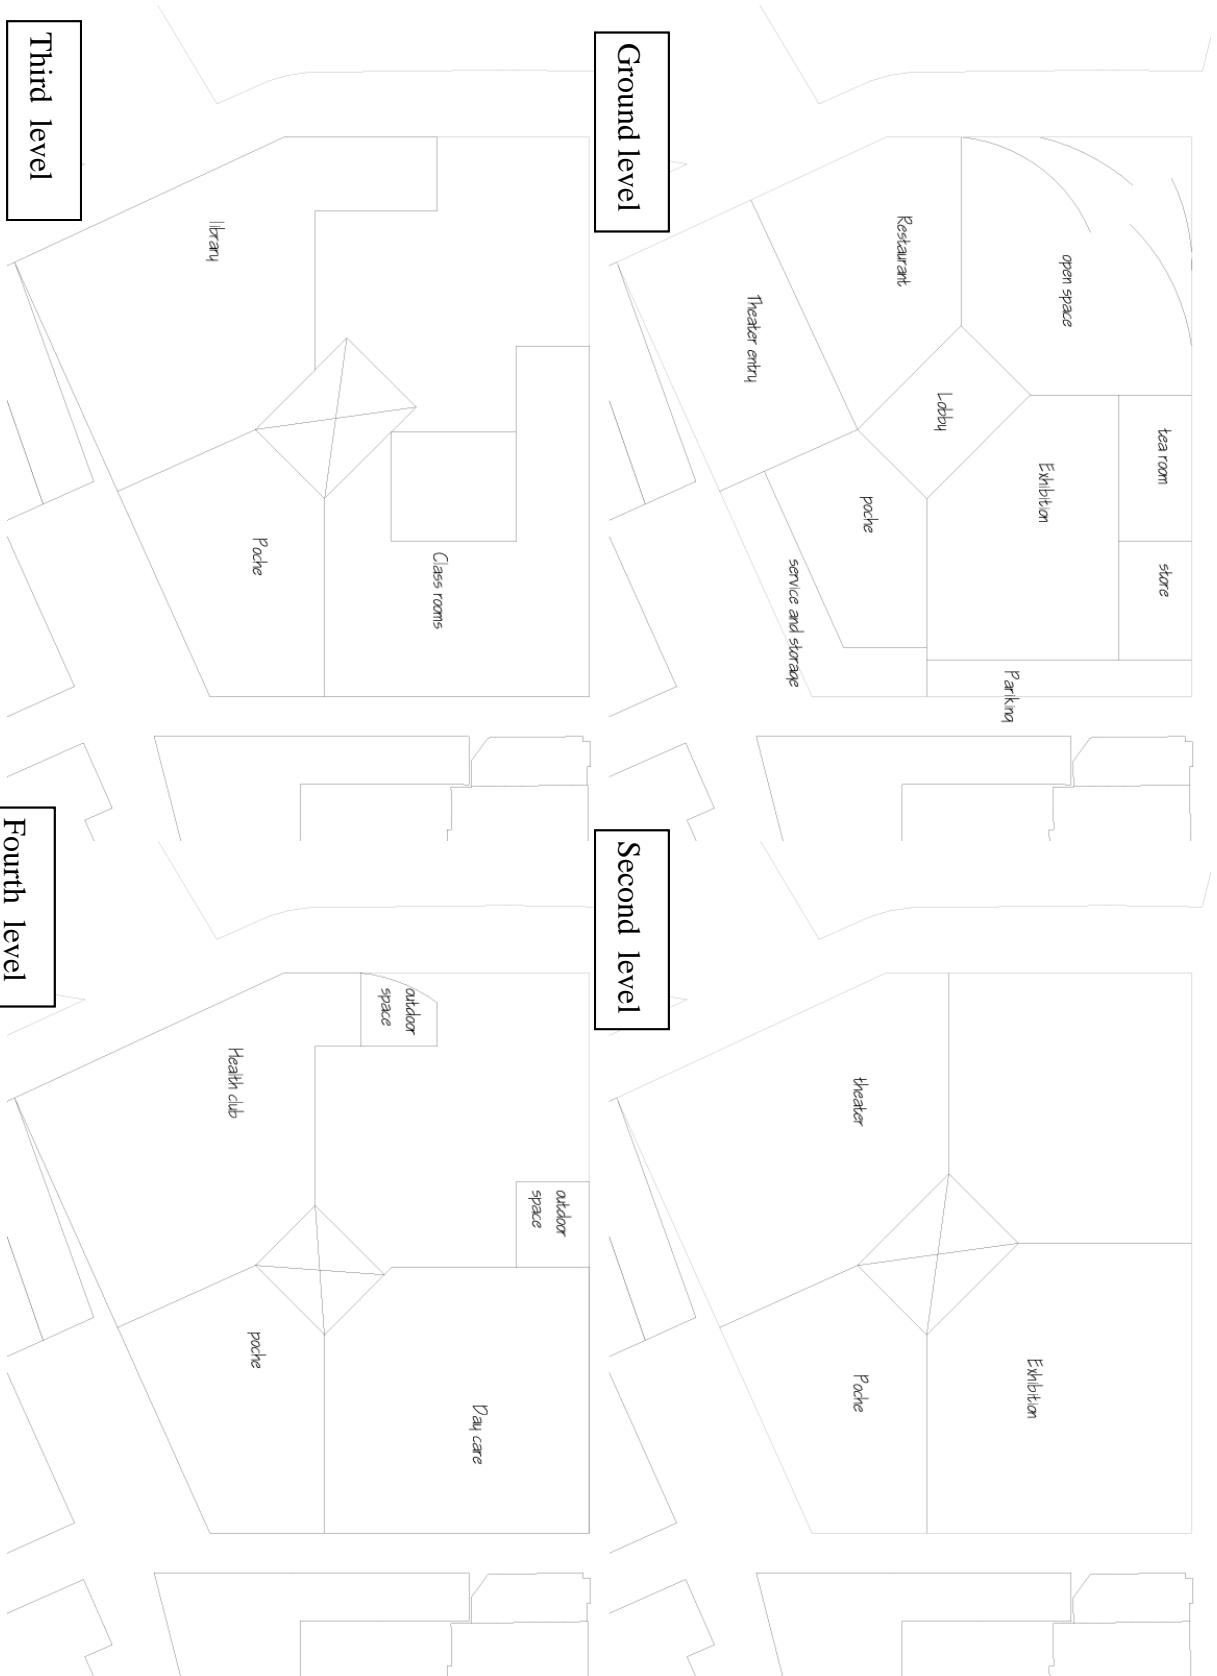 Ground level
open space
Restaurant
Theater entry
Lobby
tea room
Exhibition
store
poche
service and storage
Pariking
Second level
theater
Exhibition
Poche
Third level
library
Class rooms
Poche
Fourth level
outdoor
space
Health club
outdoor
space
poche
Day care